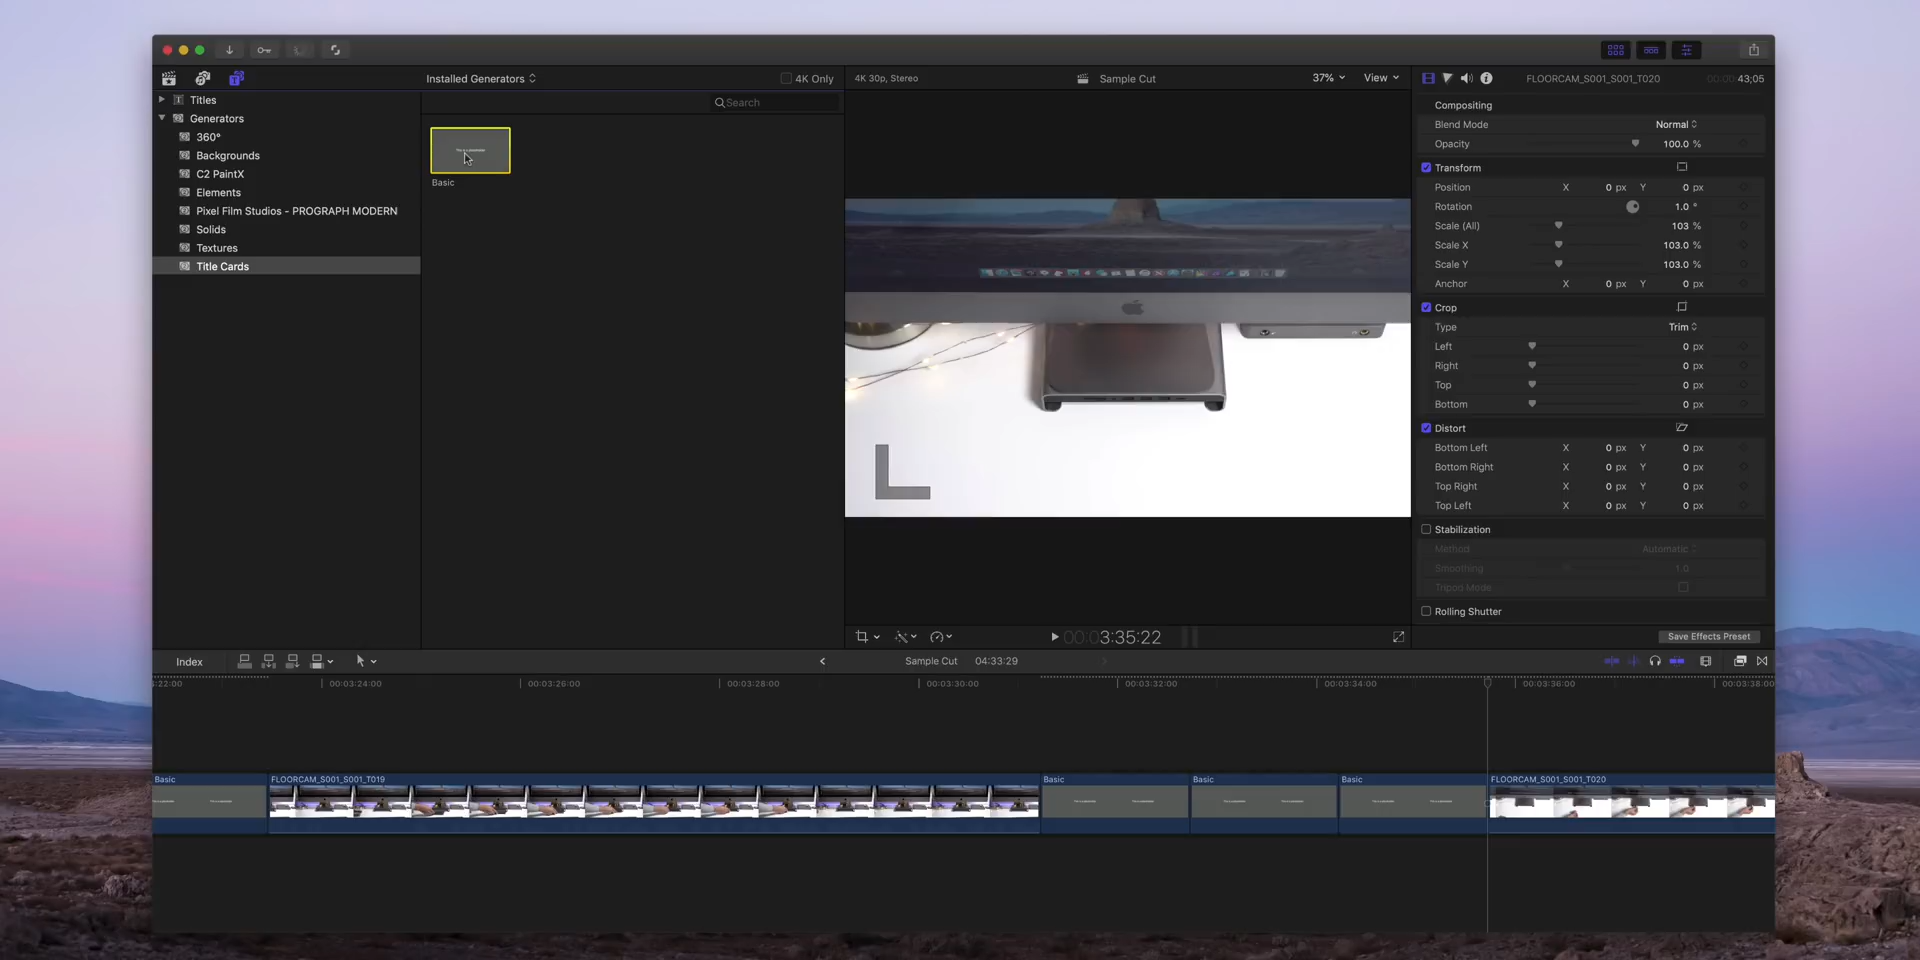 Installed Generators
4K Only
4K 30p, Stereo
Sample Cut
37%
View
FLOORCAM_S001_S001_T020
43;05
Titles
Generators
360°
Backgrounds
C2 PaintX
Elements
Pixel Film Studios - PROGRAPH MODERN
Solids
Textures
Title Cards
Search
Basic
Compositing
Blend Mode Normal
Opacity 100.0 %
Transform
Position X 0 px Y 0 px
Rotation 1.0 °
Scale (All) 103 %
Scale X 103.0 %
Scale Y 103.0 %
Anchor X 0 px Y 0 px
Crop
Type Trim
Left 0 px
Right 0 px
Top 0 px
Bottom 0 px
Distort
Bottom Left X 0 px Y 0 px
Bottom Right X 0 px Y 0 px
Top Right X 0 px Y 0 px
Top Left X 0 px Y 0 px
Stabilization
Method Automatic
Smoothing 1.0
Tripod Mode
Rolling Shutter
Save Effects Preset
00:03:35:22
Index
Sample Cut 04:33:29
:22:00 00:03:24:00 00:03:26:00 00:03:28:00 00:03:30:00 00:03:32:00 00:03:34:00 00:03:36:00 00:03:38:00
Basic FLOORCAM_S001_S001_T019 Basic Basic Basic FLOORCAM_S001_S001_T020